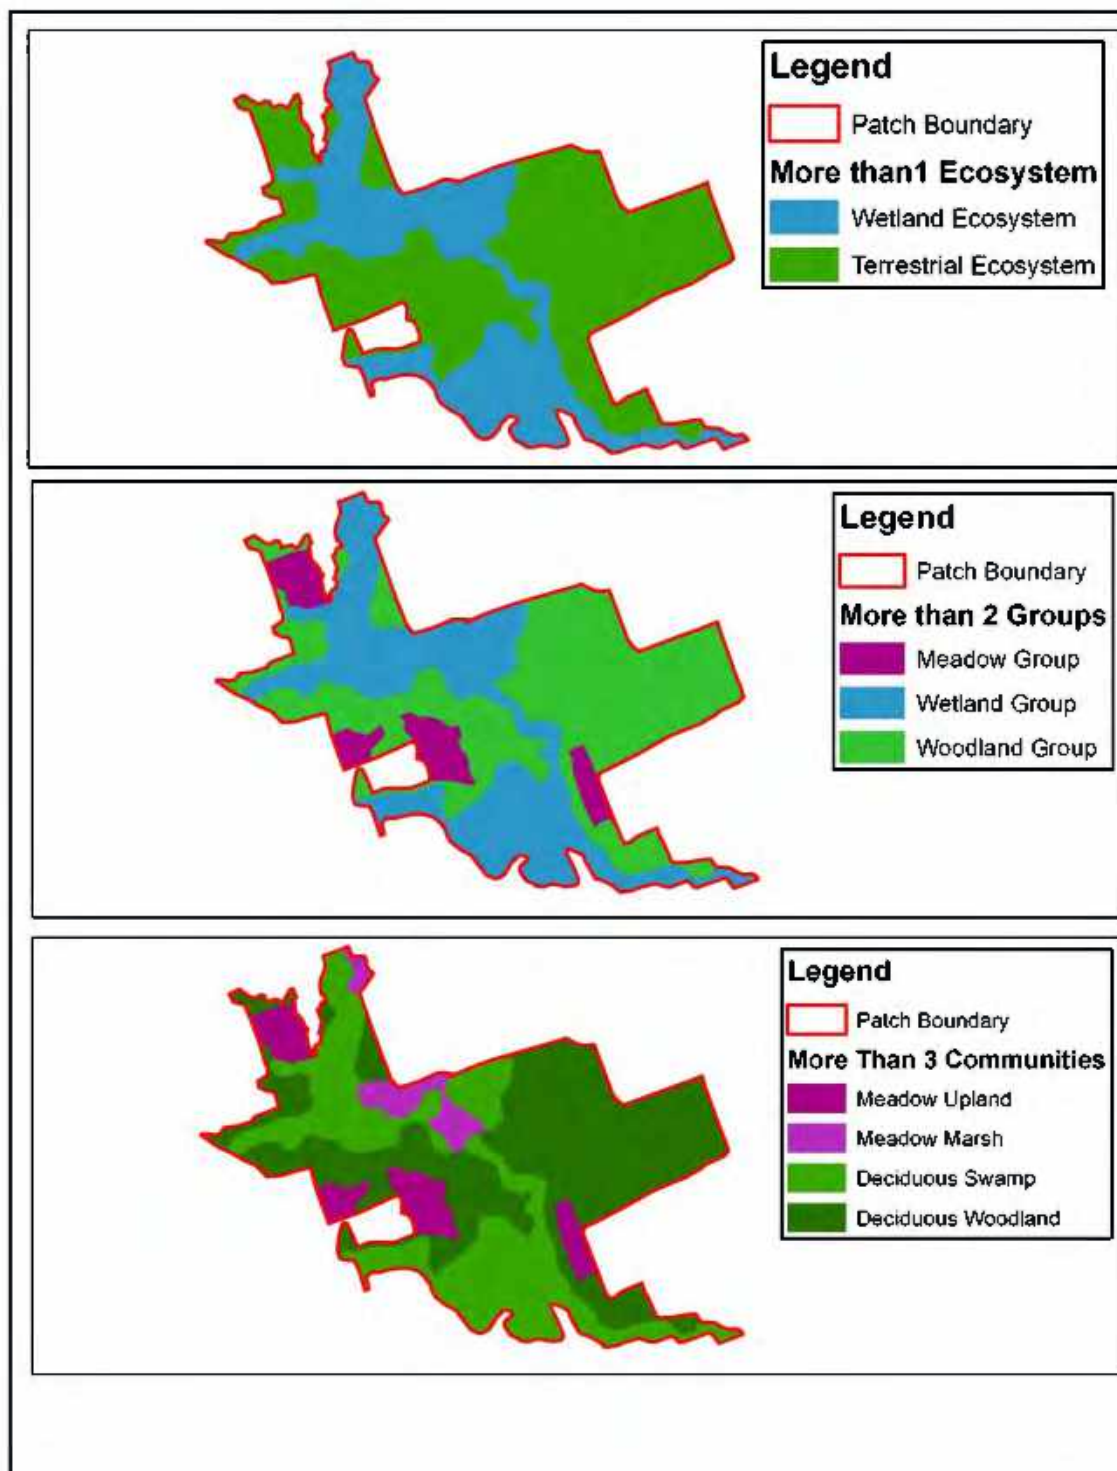 Legend
Patch Boundary
More than1 Ecosystem
Wetland Ecosystem
Terrestrial Ecosystem
Legend
Patch Boundary
More than 2 Groups
Meadow Group
Wetland Group
Woodland Group
Legend
Patch Boundary
More Than 3 Communities
Meadow Upland
Meadow Marsh
Deciduous Swamp
Deciduous Woodland